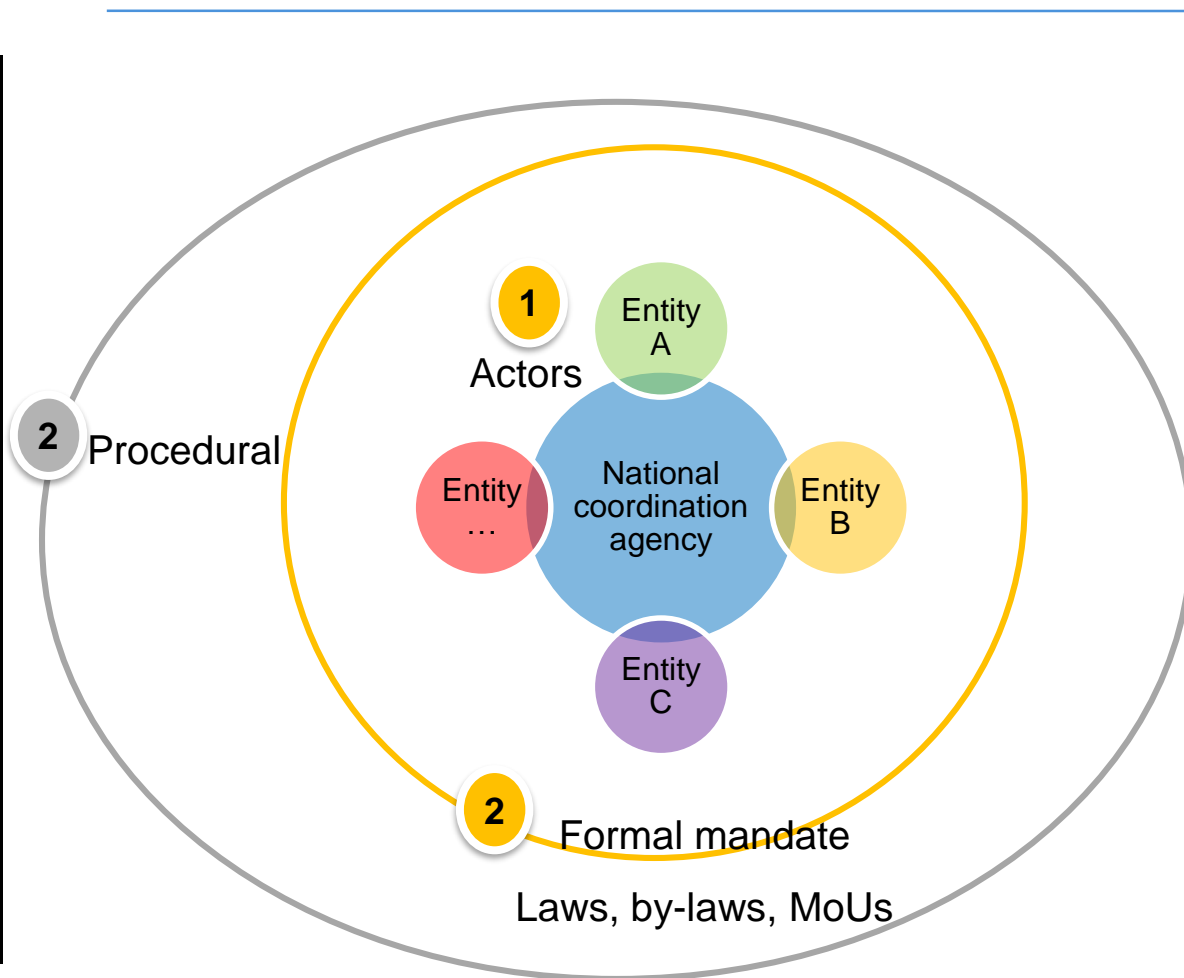 1
Actors
Entity
A
2
Procedural
Entity
…
National
coordination
agency
Entity
B
Entity
C
2
Formal mandate
Laws, by-laws, MoUs